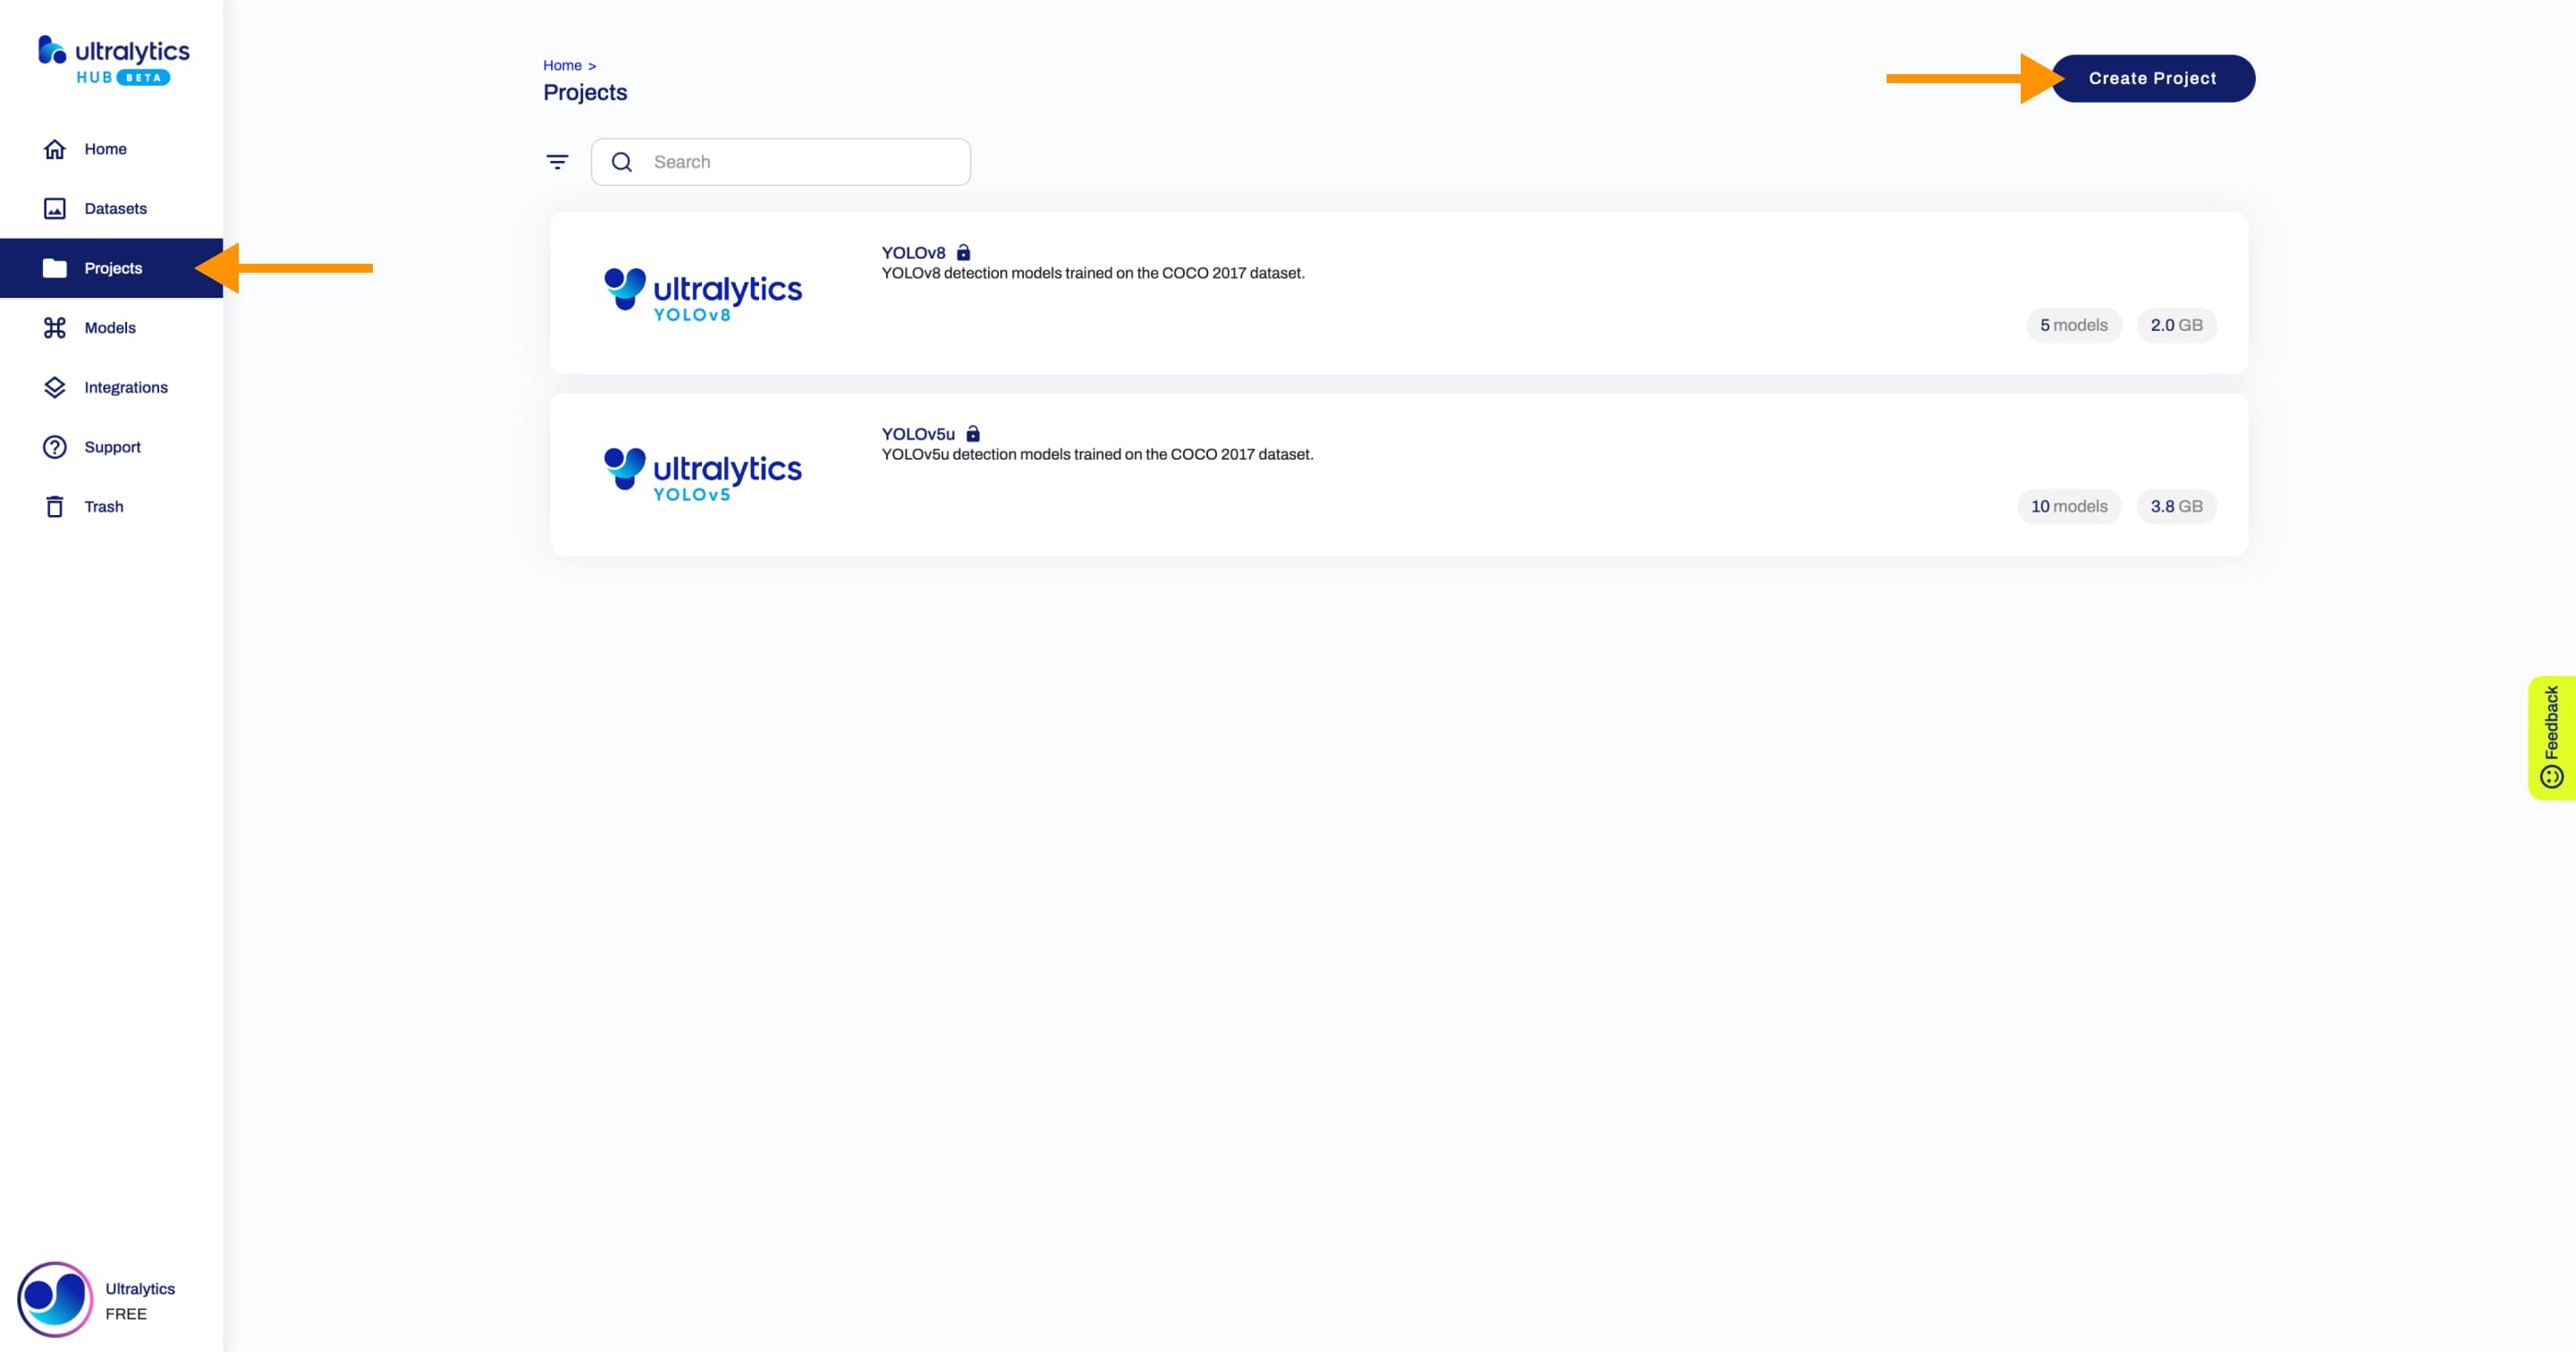 ultralytics
HUB BETA
Home
Datasets
Projects
Models
Integrations
Support
Trash
Ultralytics
FREE
Home >
Projects
Create Project
Search
ultralytics
YOLOv8
YOLOv8
YOLOv8 detection models trained on the COCO 2017 dataset.
5 models 2.0 GB
ultralytics
YOLOv5
YOLOv5u
YOLOv5u detection models trained on the COCO 2017 dataset.
10 models 3.8 GB
Feedback